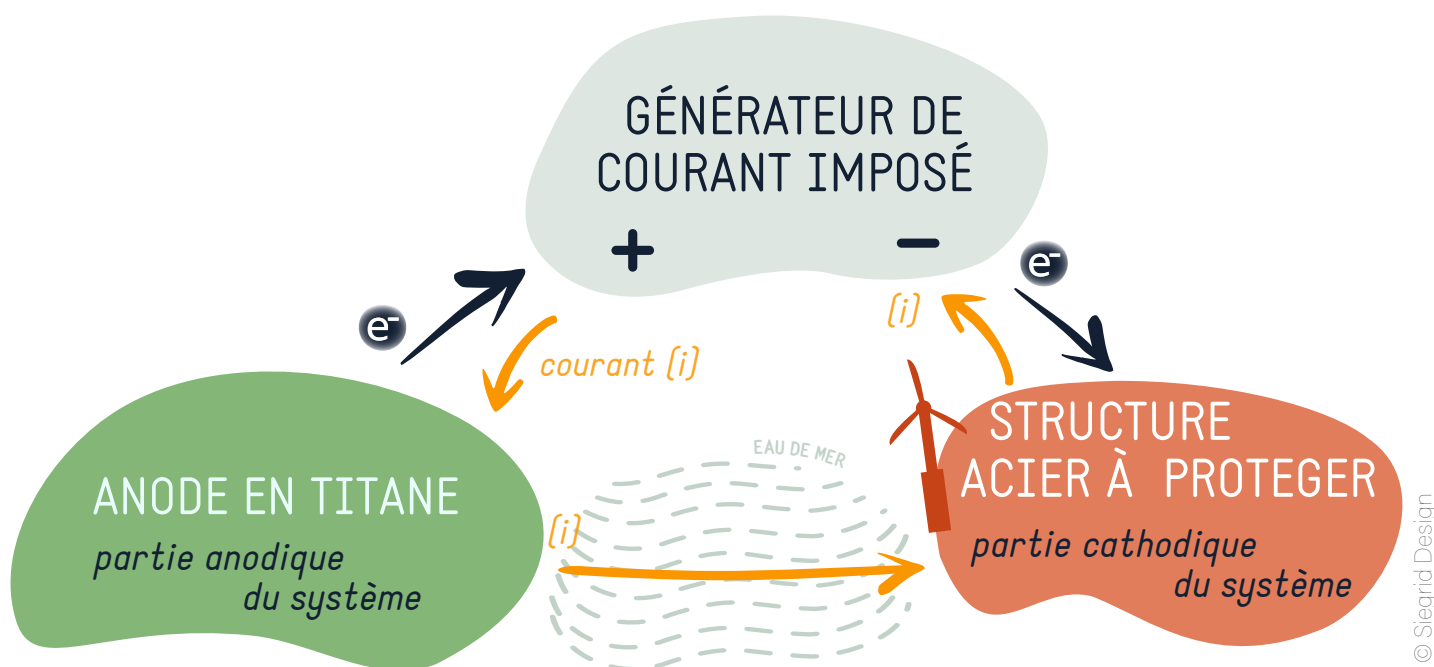 GÉNÉRATEUR DE
COURANT IMPOSÉ
+
−
e-
e-
(i)
courant (i)
STRUCTURE
ACIER À PROTEGER
partie cathodique
du système
EAU DE MER
ANODE EN TITANE
partie anodique
du système
(i)
© Siegrid Design